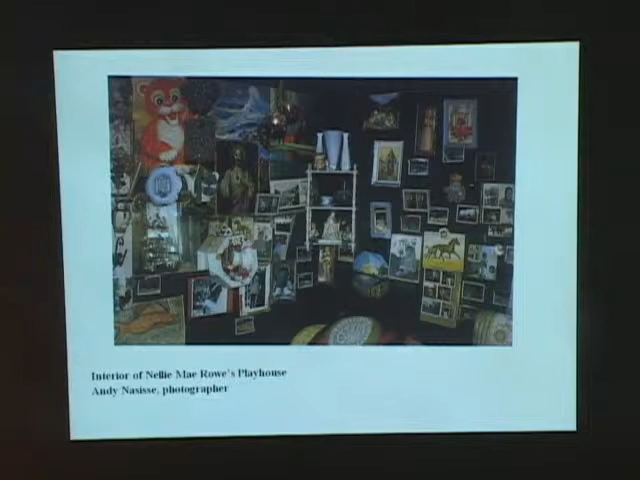 Interior of Nellie Mae Rowe's Playhouse
Andy Nasisse, photographer